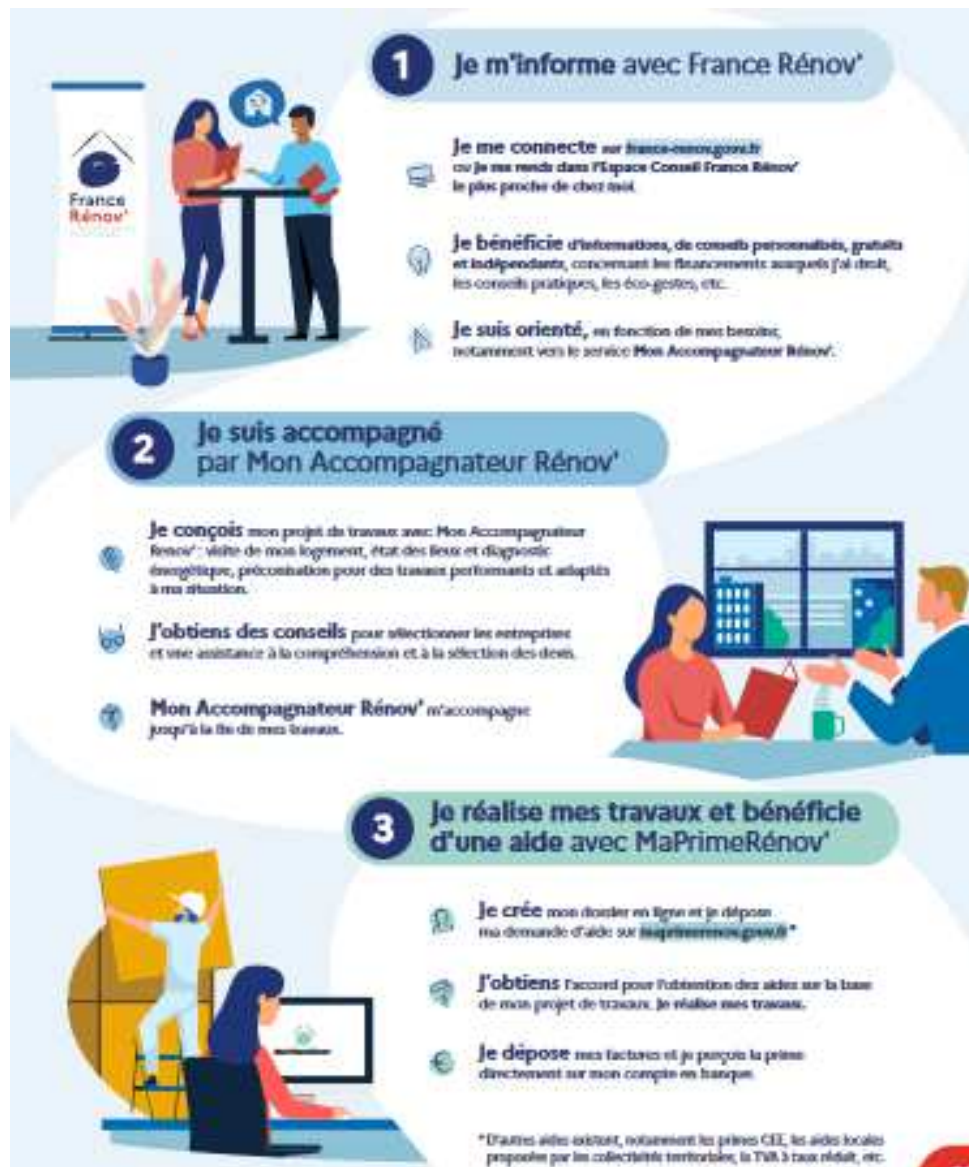 France
Rénov'
1 Je m'informe avec France Rénov'
Je me connecte sur france-renov.gouv.fr
ou je me rends dans l'Espace Conseil France Rénov'
le plus proche de chez moi.
Je bénéficie d'informations, de conseils personnalisés, gratuits
et indépendants, concernant les financements auxquels j'ai droit,
les conseils pratiques, les éco-gestes, etc.
Je suis orienté, en fonction de mes besoins,
notamment vers le service Mon Accompagnateur Rénov'.
2 Je suis accompagné
par Mon Accompagnateur Rénov'
Je conçois mon projet de travaux avec Mon Accompagnateur
Renov' : visite de mon logement, état des lieux et diagnostic
énergétique, préconisation pour des travaux performants et adaptés
à ma situation.
J'obtiens des conseils pour sélectionner les entreprises
et une assistance à la compréhension et à la sélection des devis.
Mon Accompagnateur Rénov' m'accompagne
jusqu'à la fin de mes travaux.
3 Je réalise mes travaux et bénéficie
d'une aide avec MaPrimeRénov'
Je crée mon dossier en ligne et je dépose
ma demande d'aide sur maprimerenov.gouv.fr*
J'obtiens l'accord pour l'obtention des aides sur la base
de mon projet de travaux. Je réalise mes travaux.
Je dépose mes factures et je perçois la prime
directement sur mon compte en banque.
*D'autres aides existent, notamment les primes CEE, les aides locales
proposées par les collectivités territoriales, la TVA à taux réduit, etc.